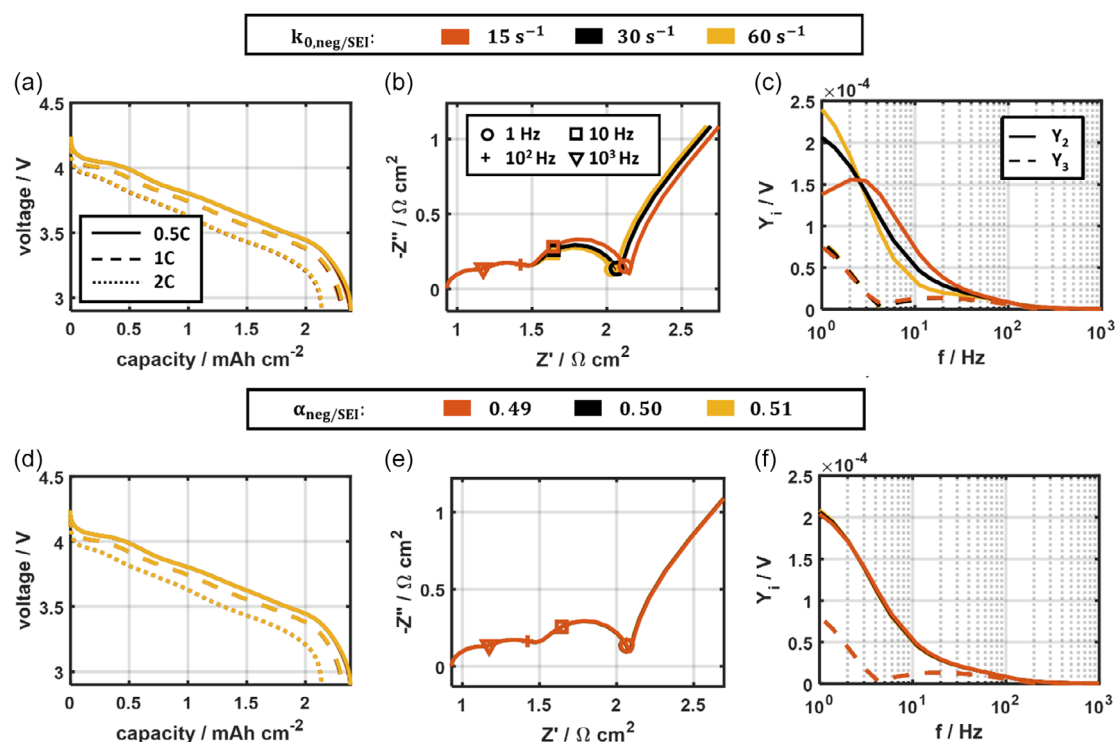 k₀,neg/SEI: 15 s⁻¹ 30 s⁻¹ 60 s⁻¹
(a) (b) (c)
voltage / V
4.5
4
3.5
3
0.5C
1C
2C
0 0.5 1 1.5 2
capacity / mAh cm⁻²
-Z'' / Ω cm²
1
0.5
0
1 Hz 10 Hz
10² Hz 10³ Hz
1 1.5 2 2.5
Z' / Ω cm²
×10⁻⁴
Yᵢ / V
2.5
2
1.5
1
0.5
0
Y₂
Y₃
10⁰ 10¹ 10² 10³
f / Hz
αneg/SEI: 0.49 0.50 0.51
(d) (e) (f)
voltage / V
4.5
4
3.5
3
0 0.5 1 1.5 2
capacity / mAh cm⁻²
-Z'' / Ω cm²
1
0.5
0
1 1.5 2 2.5
Z' / Ω cm²
×10⁻⁴
Yᵢ / V
2.5
2
1.5
1
0.5
0
10⁰ 10¹ 10² 10³
f / Hz